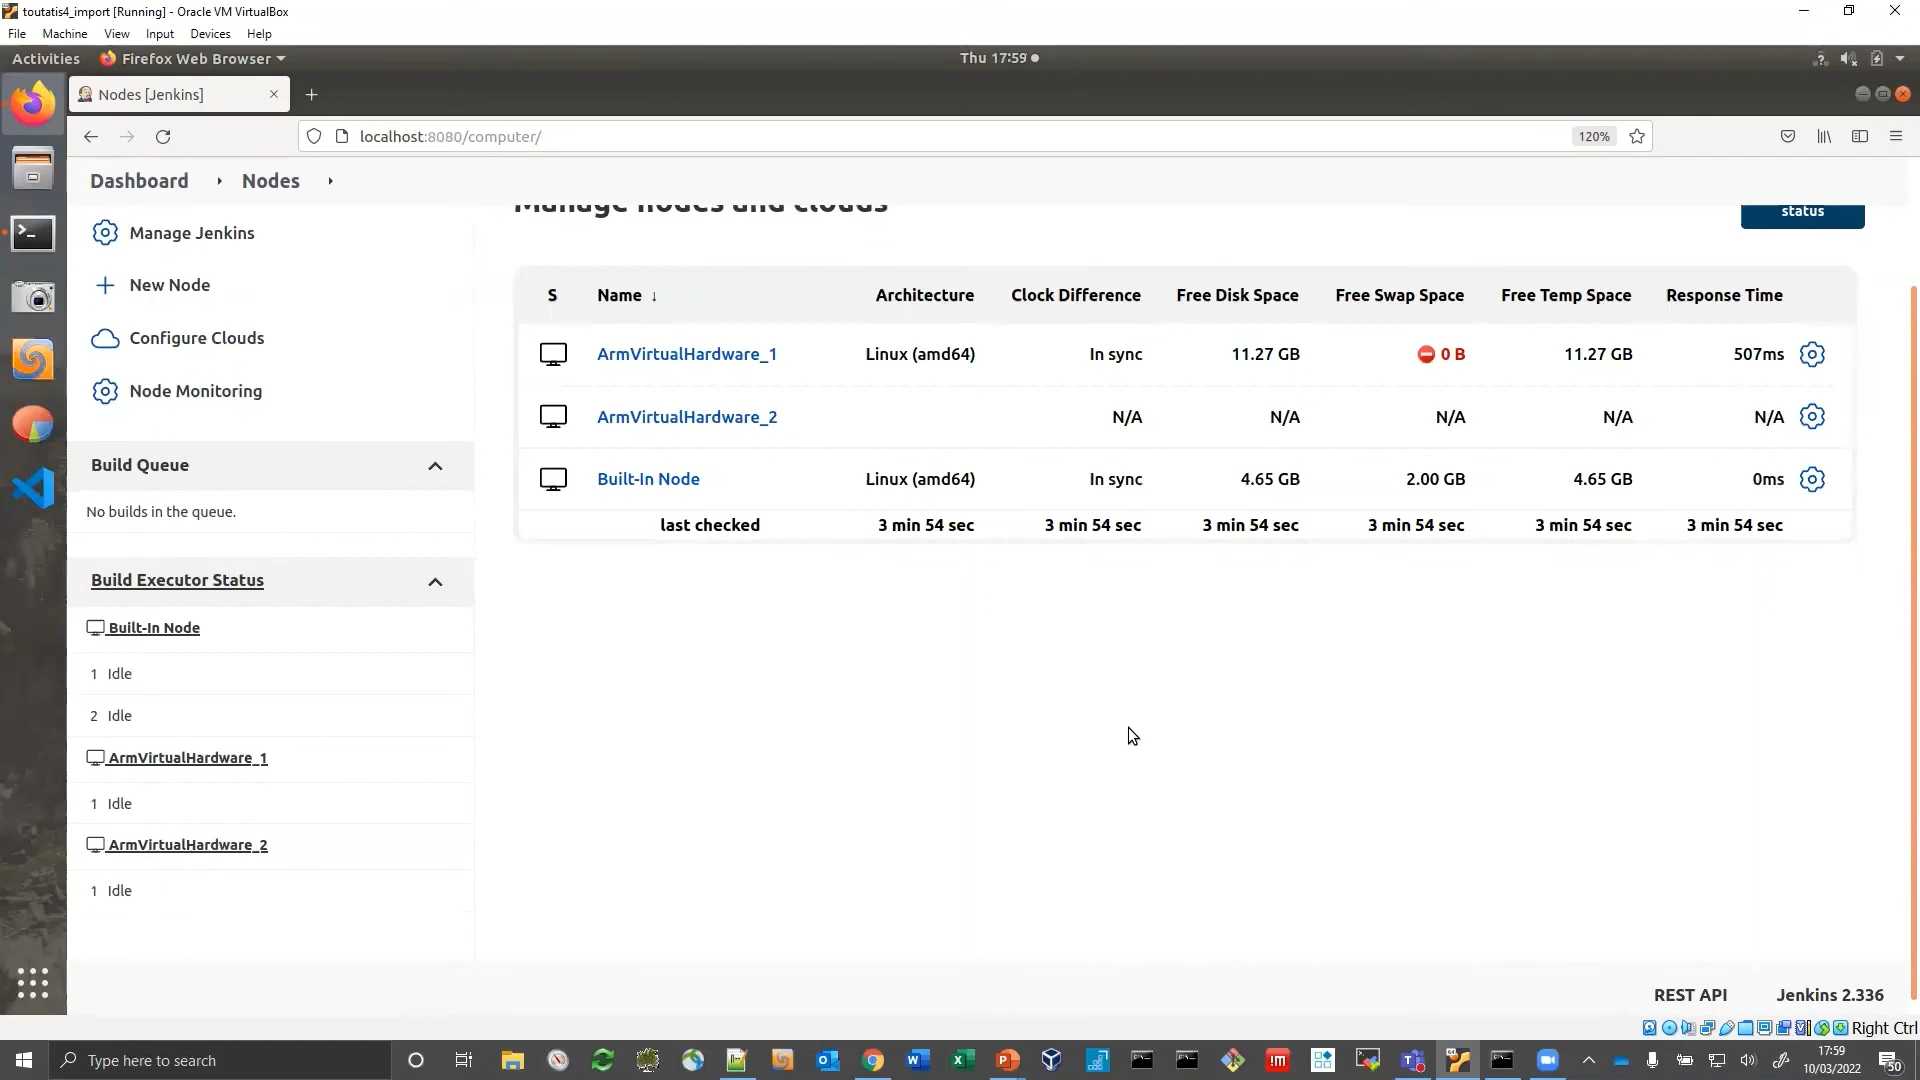 toutatis4_import [Running] - Oracle VM VirtualBox
File Machine View Input Devices Help
Activities Firefox Web Browser Thu 17:59
Nodes [Jenkins]
localhost:8080/computer/ 120%
Dashboard Nodes
Manage nodes and clouds
status
Manage Jenkins
New Node
Configure Clouds
Node Monitoring
Build Queue
No builds in the queue.
Build Executor Status
Built-In Node
1 Idle
2 Idle
ArmVirtualHardware_1
1 Idle
ArmVirtualHardware_2
1 Idle
S Name ↓ Architecture Clock Difference Free Disk Space Free Swap Space Free Temp Space Response Time
ArmVirtualHardware_1 Linux (amd64) In sync 11.27 GB 0 B 11.27 GB 507ms
ArmVirtualHardware_2 N/A N/A N/A N/A N/A
Built-In Node Linux (amd64) In sync 4.65 GB 2.00 GB 4.65 GB 0ms
last checked 3 min 54 sec 3 min 54 sec 3 min 54 sec 3 min 54 sec 3 min 54 sec 3 min 54 sec
REST API Jenkins 2.336
Right Ctrl
Type here to search
17:59
10/03/2022
50